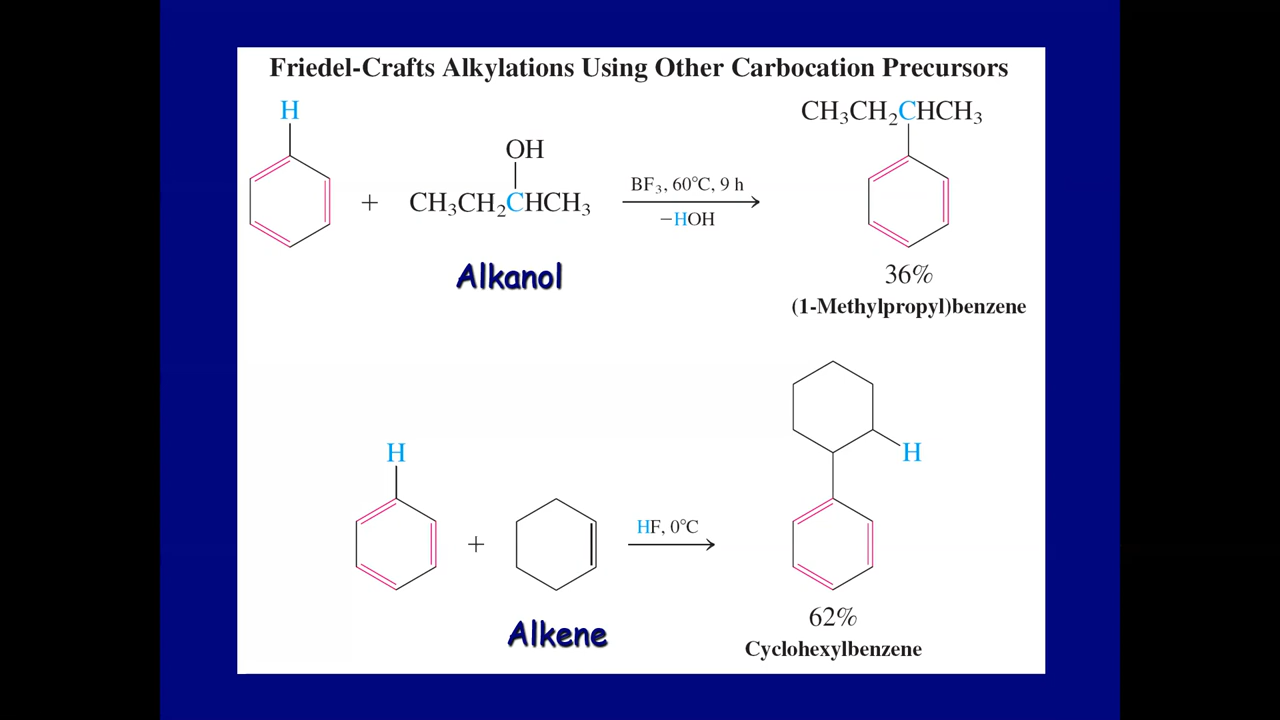 Friedel-Crafts Alkylations Using Other Carbocation Precursors
H
+
OH
CH₃CH₂CHCH₃
BF₃, 60°C, 9 h
−HOH
CH₃CH₂CHCH₃
Alkanol
36%
(1-Methylpropyl)benzene
H
+
HF, 0°C
H
Alkene
62%
Cyclohexylbenzene